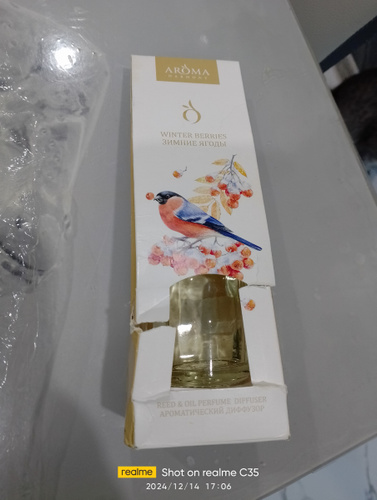 AROMA
HARMONY
WINTER BERRIES
ЗИМНИЕ ЯГОДЫ
REED & OIL PERFUME DIFFUSER
АРОМАТИЧЕСКИЙ ДИФФУЗОР
realme Shot on realme C35
2024/12/14 17:06